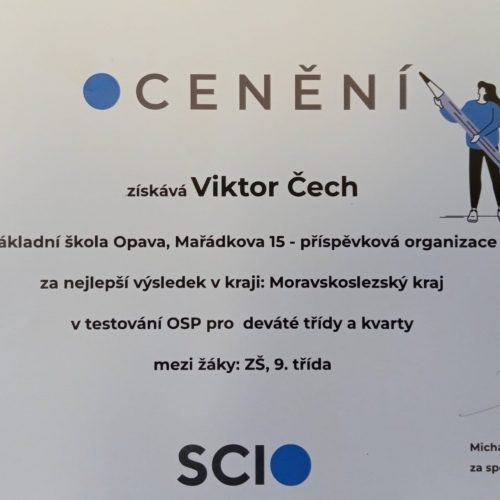 OCENĚNÍ
získává Viktor Čech
ákladní škola Opava, Mařádkova 15 - příspěvková organizace
za nejlepší výsledek v kraji: Moravskoslezský kraj
v testování OSP pro deváté třídy a kvarty
mezi žáky: ZŠ, 9. třída
SCIO
Micha
za sp